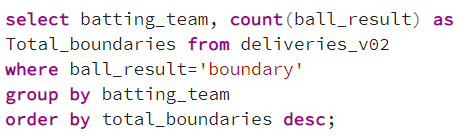 select batting_team, count(ball_result) as
Total_boundaries from deliveries_v02
where ball_result='boundary'
group by batting_team
order by total_boundaries desc;